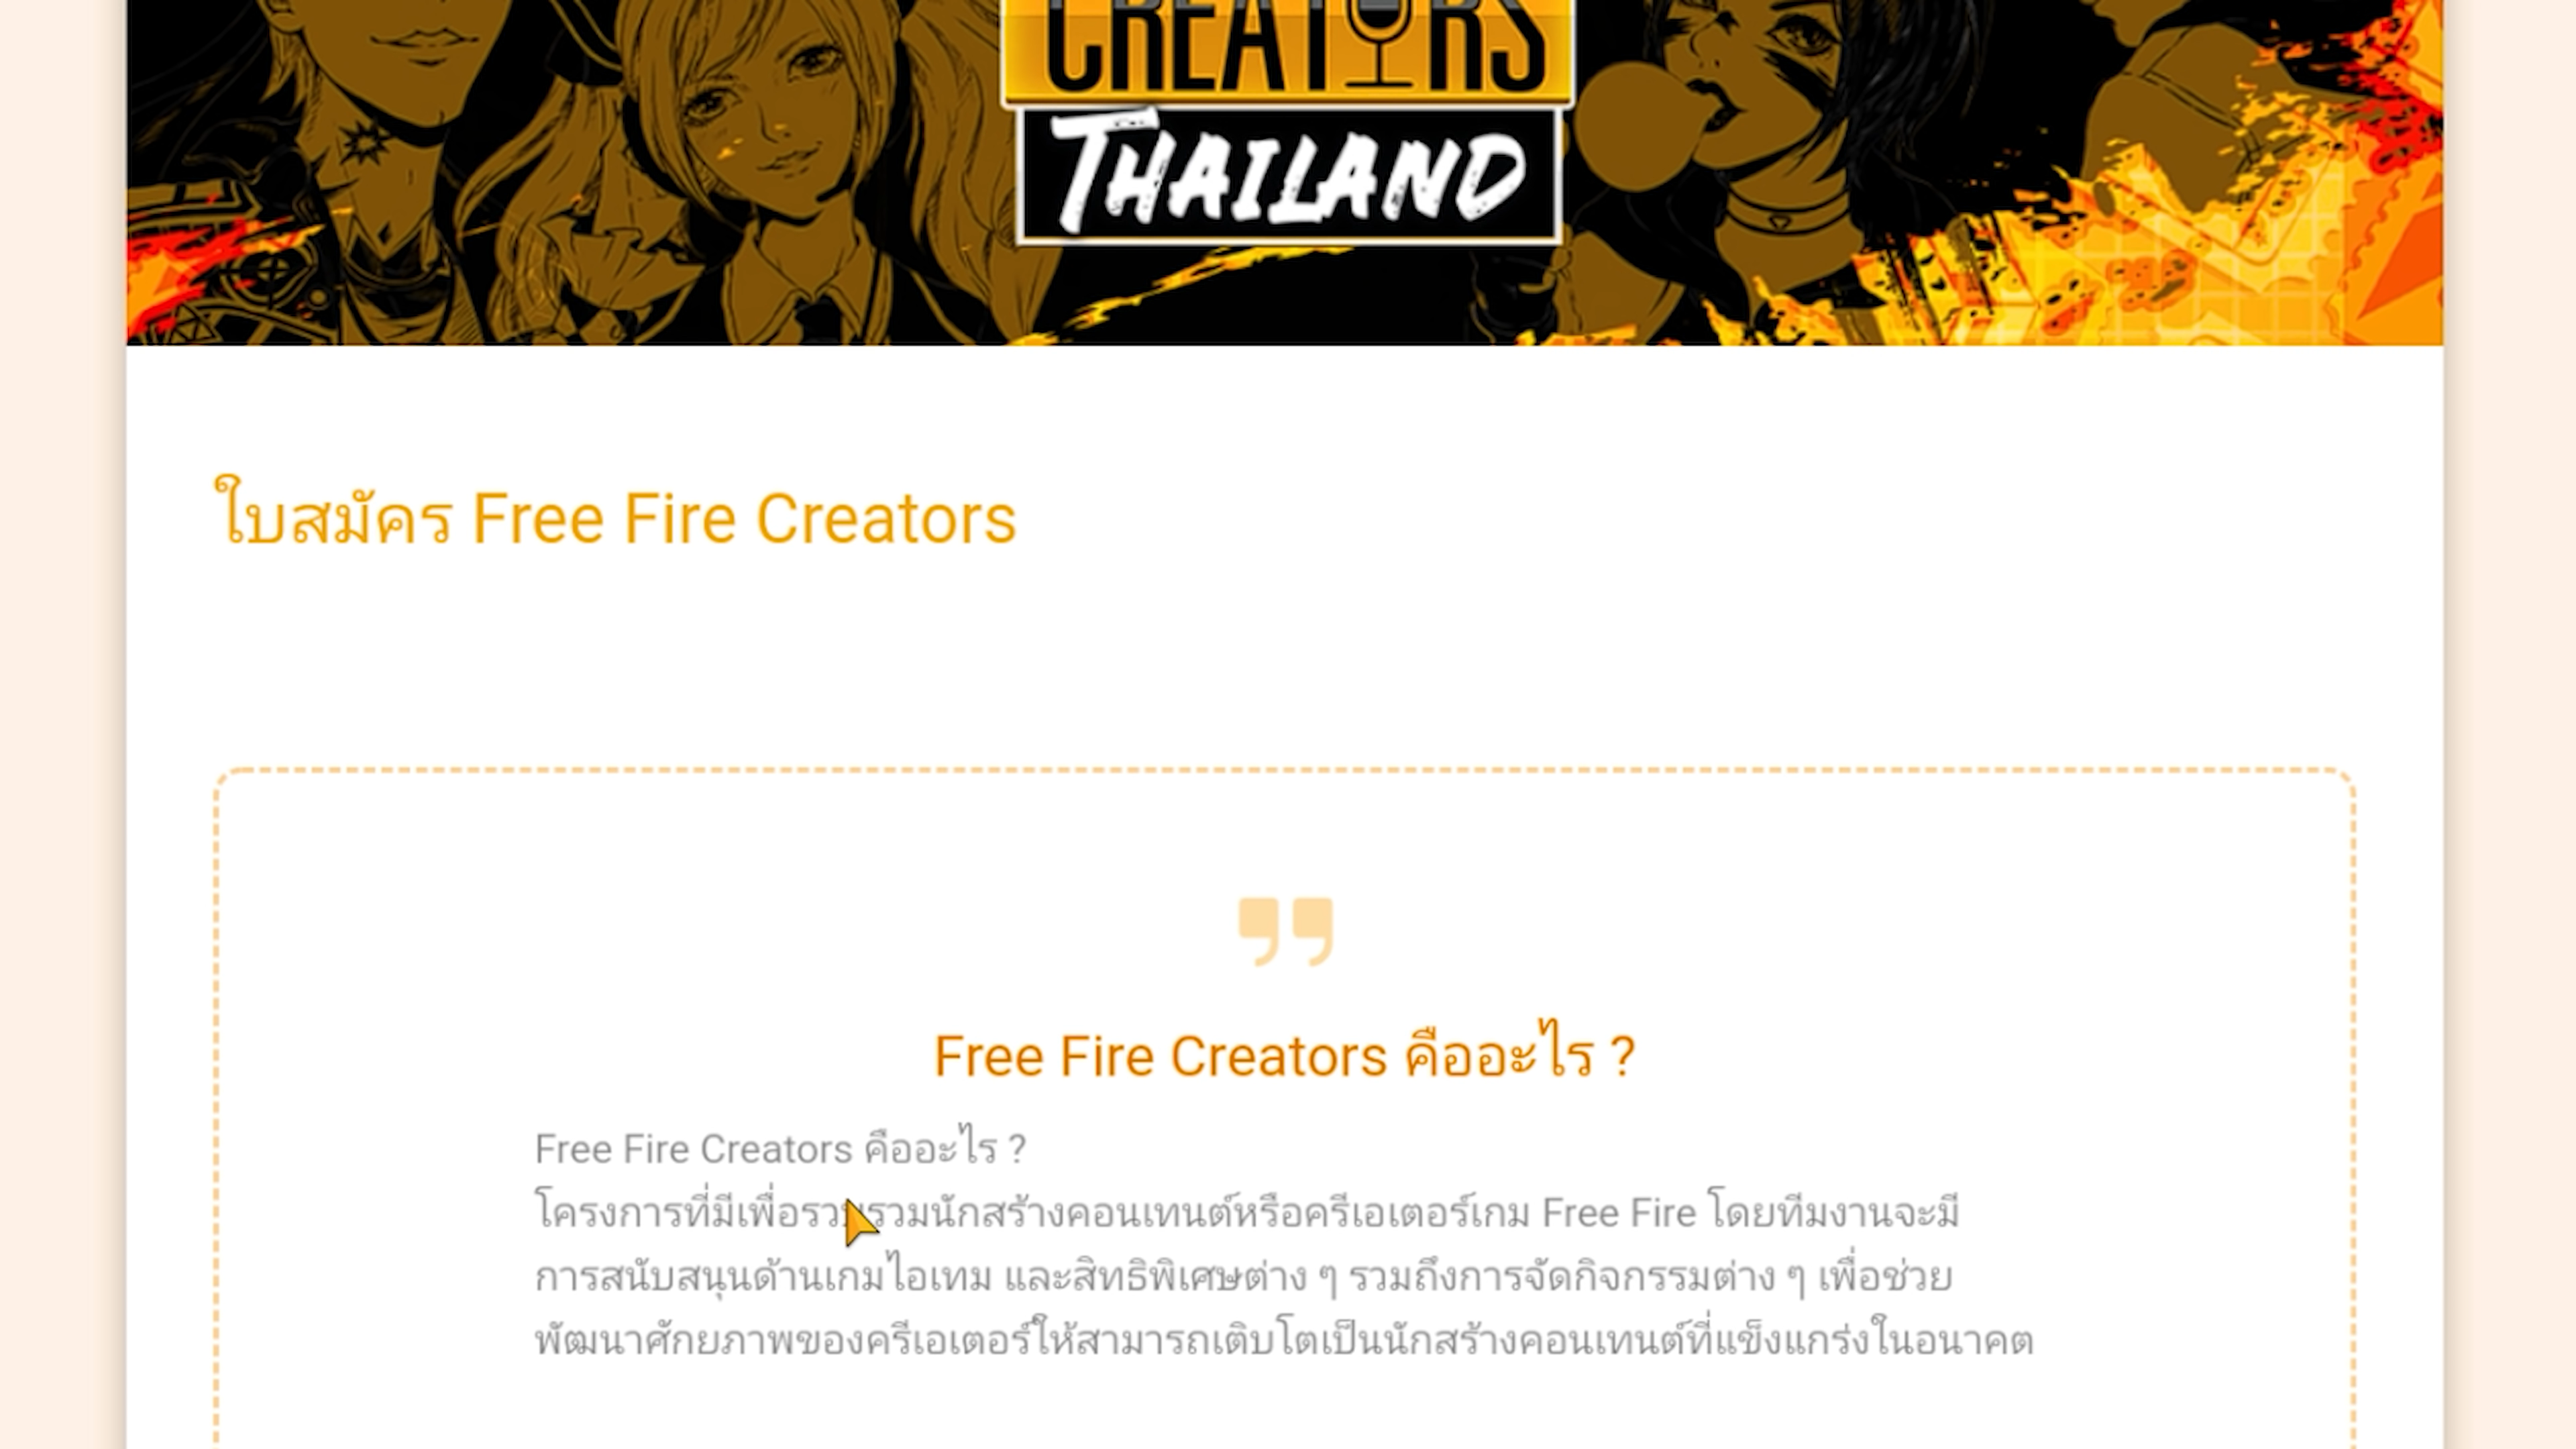 CREATORS
THAILAND
ใบสมัคร Free Fire Creators
Free Fire Creators คืออะไร ?
Free Fire Creators คืออะไร ?
โครงการที่มีเพื่อรวบรวมนักสร้างคอนเทนต์หรือครีเอเตอร์เกม Free Fire โดยทีมงานจะมี
การสนับสนุนด้านเกมไอเทม และสิทธิพิเศษต่าง ๆ รวมถึงการจัดกิจกรรมต่าง ๆ เพื่อช่วย
พัฒนาศักยภาพของครีเอเตอร์ให้สามารถเติบโตเป็นนักสร้างคอนเทนต์ที่แข็งแกร่งในอนาคต